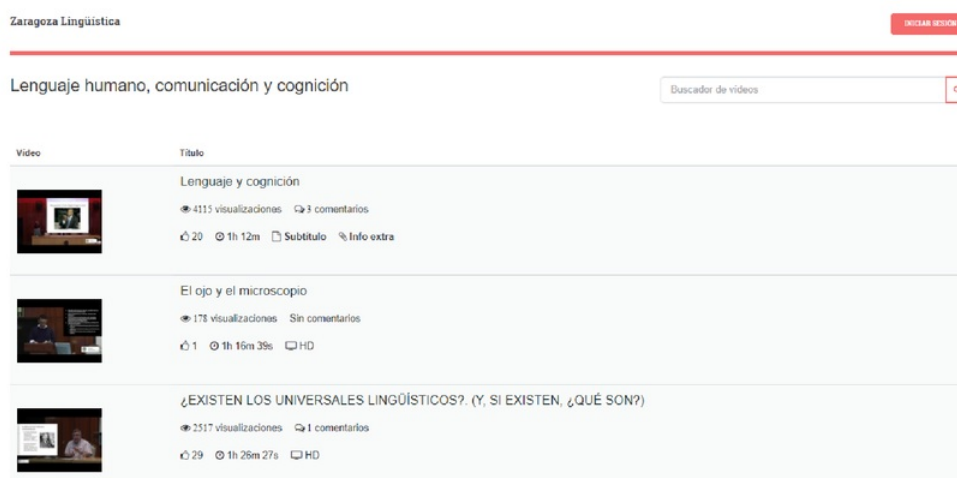 Zaragoza Lingüística
INICIAR SESIÓN
Lenguaje humano, comunicación y cognición
Buscador de vídeos
Vídeo Título
Lenguaje y cognición
4115 visualizaciones 3 comentarios
20 1h 12m Subtítulo Info extra
El ojo y el microscopio
178 visualizaciones Sin comentarios
1 1h 16m 39s HD
¿EXISTEN LOS UNIVERSALES LINGÜÍSTICOS?. (Y, SI EXISTEN, ¿QUÉ SON?)
2517 visualizaciones 1 comentarios
29 1h 26m 27s HD